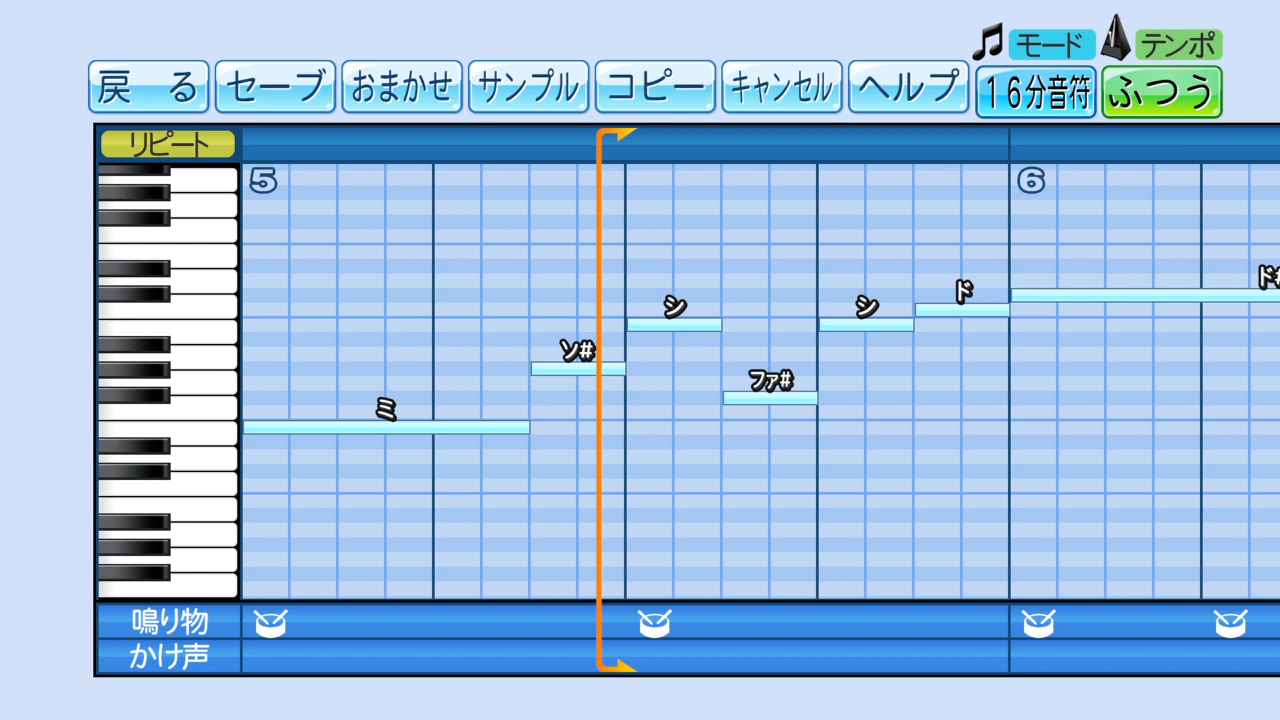 モード テンポ
戻る セーブ おまかせ サンプル コピー キャンセル ヘルプ 16分音符 ふつう
リピート
5 6
ド#
ド
シ シ
ソ#
ファ#
ミ
鳴り物
かけ声